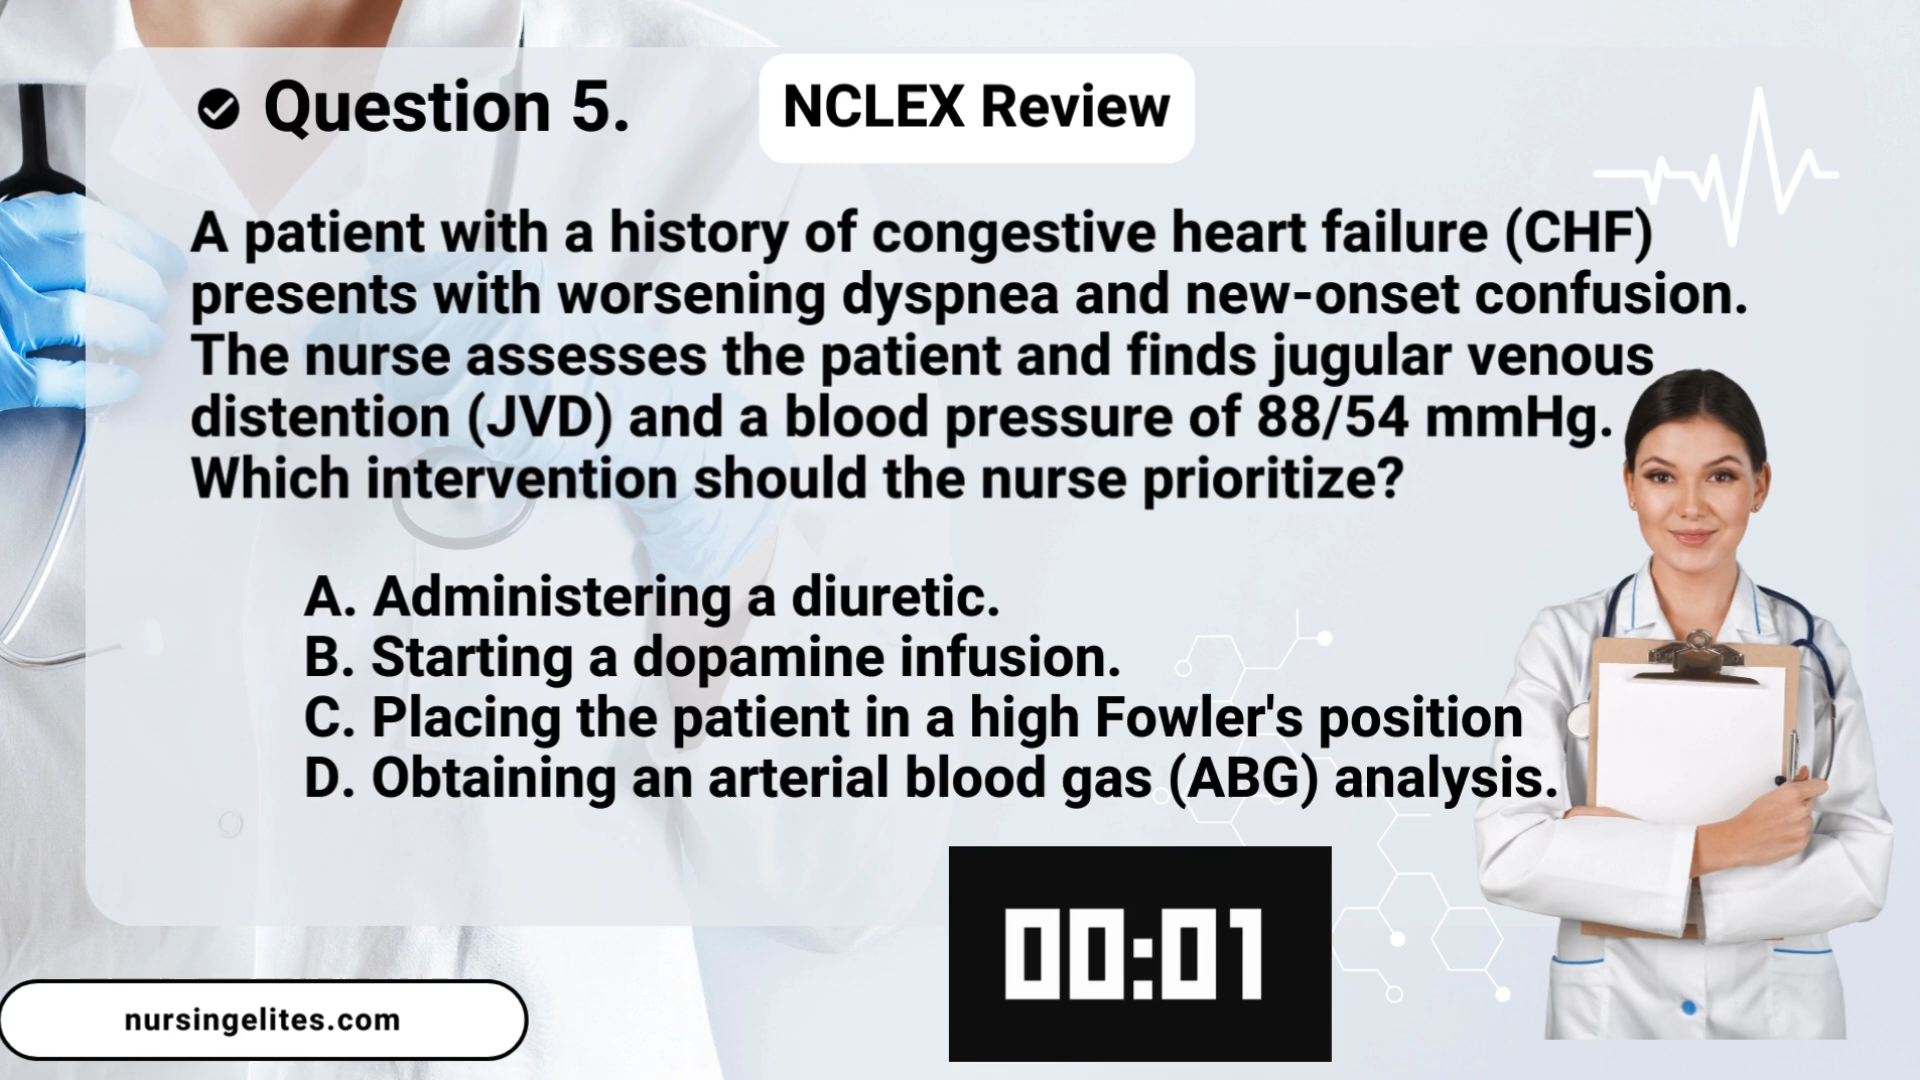 Question 5.
NCLEX Review
A patient with a history of congestive heart failure (CHF)
presents with worsening dyspnea and new-onset confusion.
The nurse assesses the patient and finds jugular venous
distention (JVD) and a blood pressure of 88/54 mmHg.
Which intervention should the nurse prioritize?
A. Administering a diuretic.
B. Starting a dopamine infusion.
C. Placing the patient in a high Fowler's position
D. Obtaining an arterial blood gas (ABG) analysis.
00:01
nursingelites.com